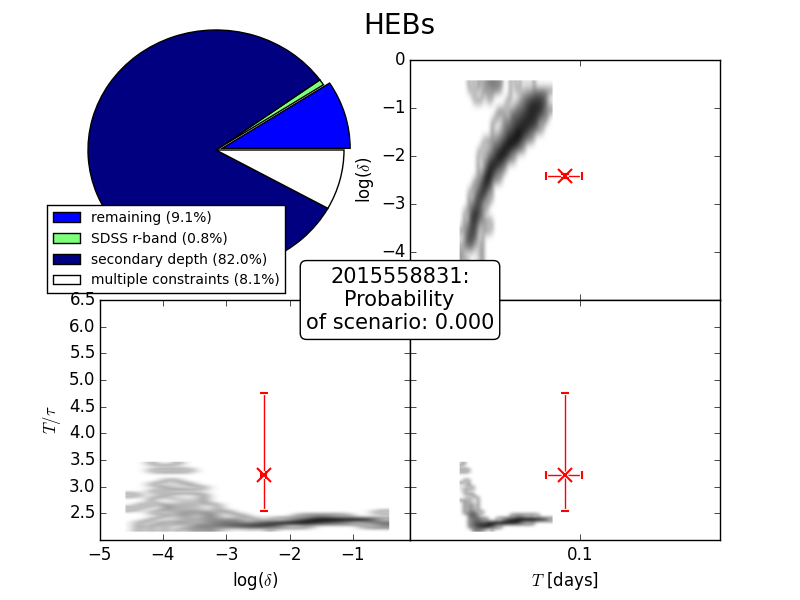 HEBs
remaining (9.1%)
SDSS r-band (0.8%)
secondary depth (82.0%)
multiple constraints (8.1%)
0
−1
−2
−3
−4
log(δ)
2015558831:
Probability
of scenario: 0.000
6.5
6.0
5.5
5.0
4.5
4.0
3.5
3.0
2.5
T/τ
−5
−4
−3
−2
−1
log(δ)
0.1
T [days]